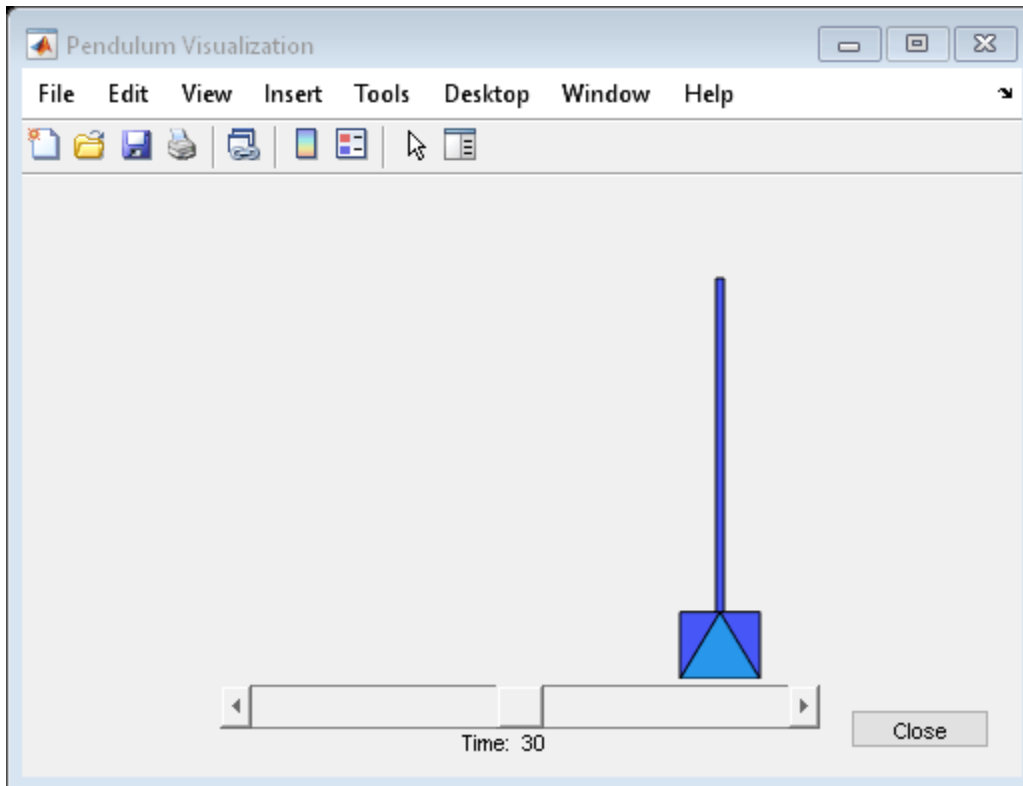 Pendulum Visualization
File Edit View Insert Tools Desktop Window Help
Time: 30
Close